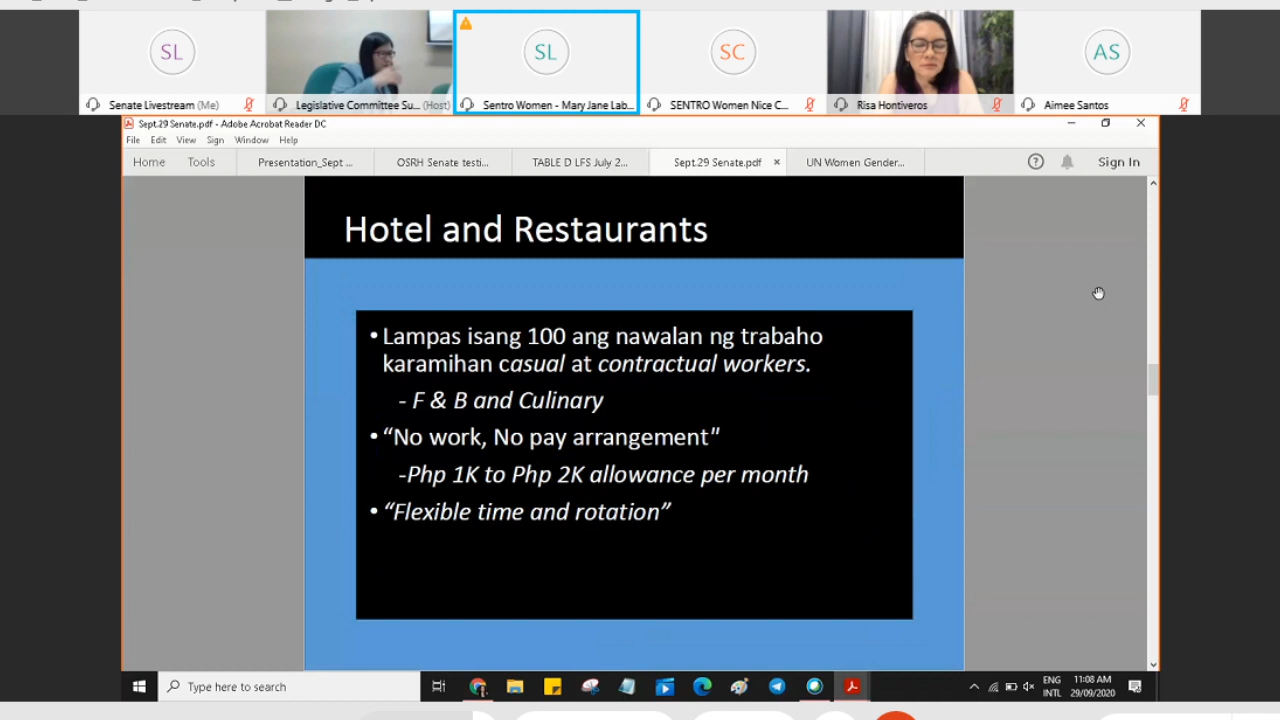 SL
SL
SC
AS
Senate Livestream (Me)
Legislative Committee Su... (Host)
Sentro Women - Mary Jane Lab...
SENTRO Women Nice C...
Risa Hontiveros
Aimee Santos
Sept.29 Senate.pdf - Adobe Acrobat Reader DC
File Edit View Sign Window Help
Home Tools Presentation_Sept ... OSRH Senate testi... TABLE D LFS July 2... Sept.29 Senate.pdf × UN Women Gender... Sign In
Hotel and Restaurants
• Lampas isang 100 ang nawalan ng trabaho
karamihan casual at contractual workers.
- F & B and Culinary
• “No work, No pay arrangement"
-Php 1K to Php 2K allowance per month
• “Flexible time and rotation”
Type here to search
ENG
INTL
11:08 AM
29/09/2020